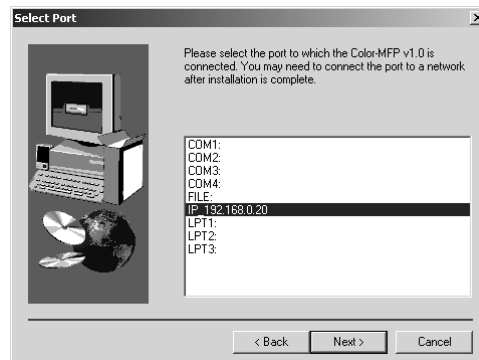 Select Port
Please select the port to which the Color-MFP v1.0 is
connected. You may need to connect the port to a network
after installation is complete.
COM1:
COM2:
COM3:
COM4:
FILE:
IP_192.168.0.20
LPT1:
LPT2:
LPT3:
< Back
Next >
Cancel